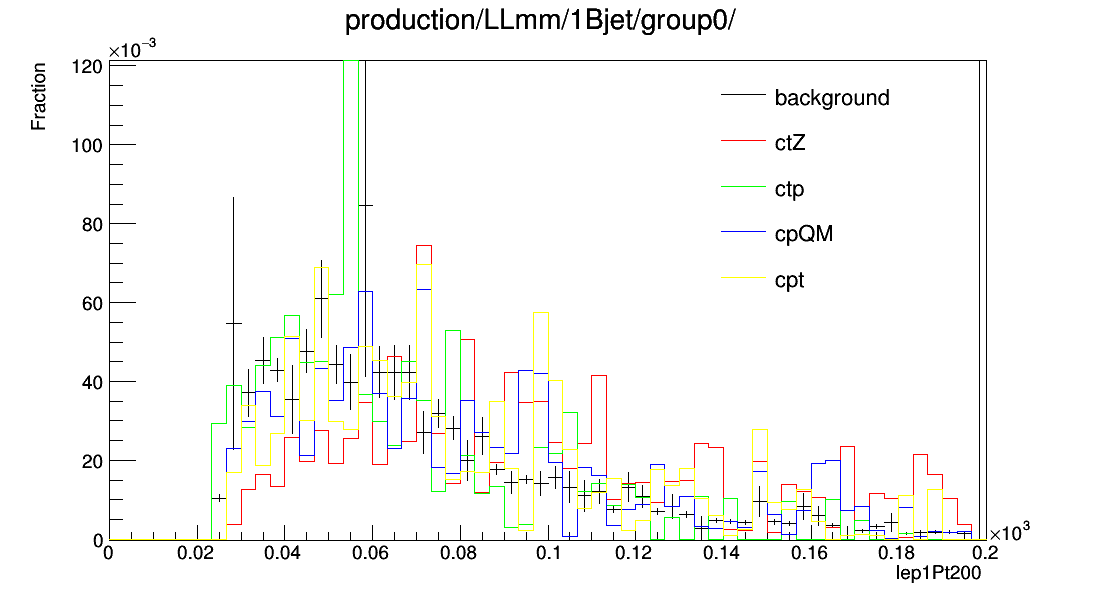 production/LLmm/1Bjet/group0/
×10⁻³
Fraction
120
100
80
60
40
20
0
background
ctZ
ctp
cpQM
cpt
0 0.02 0.04 0.06 0.08 0.1 0.12 0.14 0.16 0.18 0.2
×10³
lep1Pt200